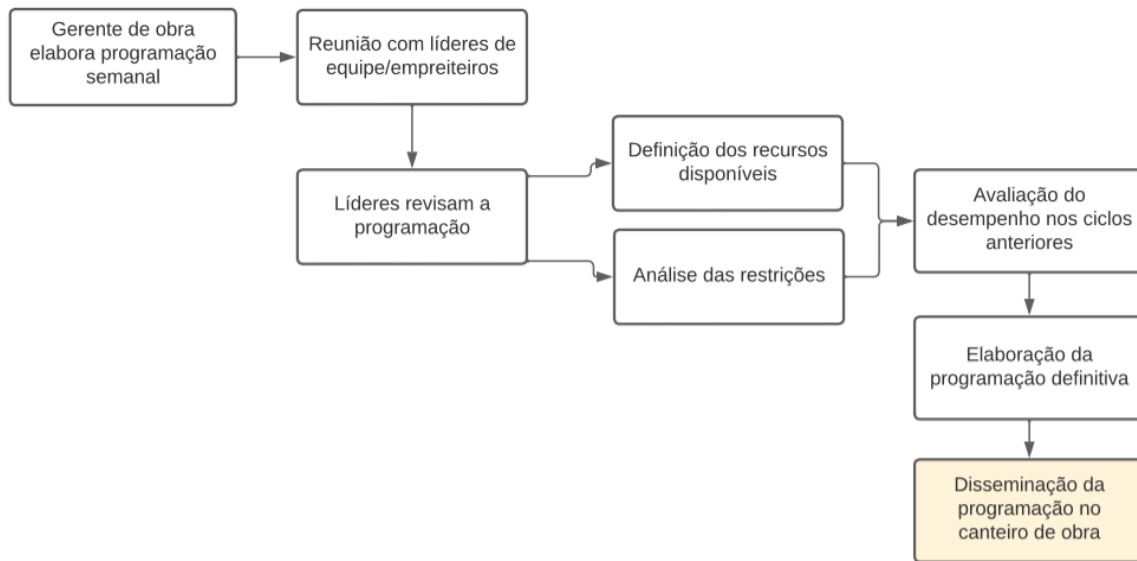 Gerente de obra
elabora programação
semanal
Reunião com líderes de
equipe/empreiteiros
Líderes revisam a
programação
Definição dos recursos
disponíveis
Análise das restrições
Avaliação do
desempenho nos ciclos
anteriores
Elaboração da
programação definitiva
Disseminação da
programação no
canteiro de obra